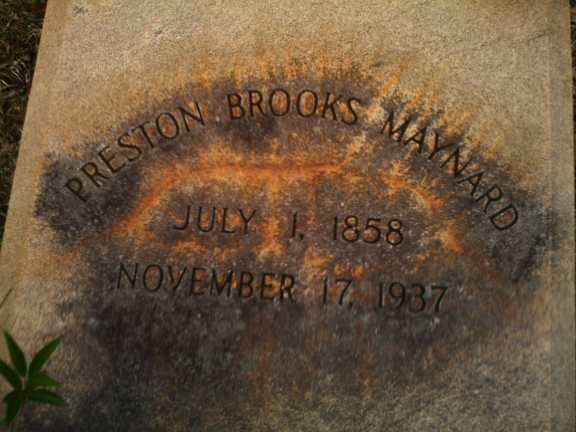 PRESTON BROOKS MAYNARD
JULY 1, 1858
NOVEMBER 17, 1937